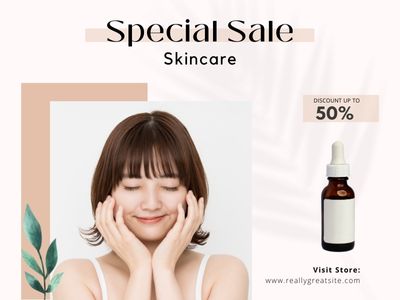 Special Sale
Skincare
DISCOUNT UP TO
50%
Visit Store:
www.reallygreatsite.com